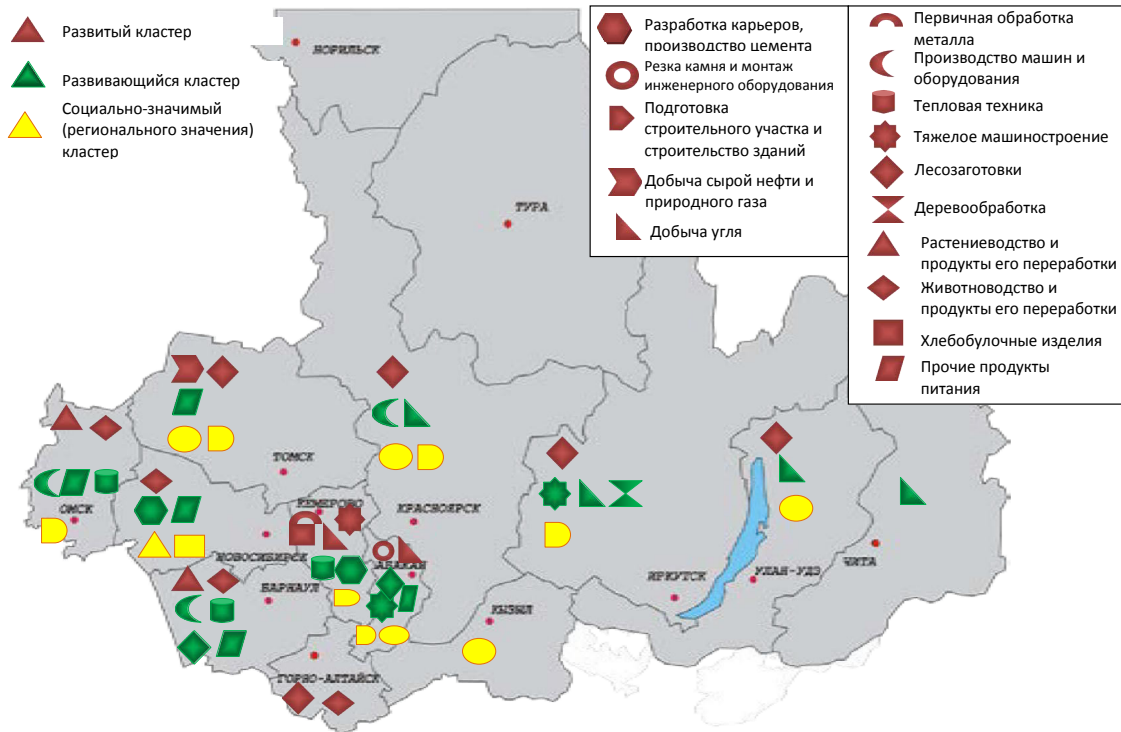 Развитый кластер
Развивающийся кластер
Социально-значимый
(регионального значения)
кластер
Разработка карьеров,
производство цемента
Резка камня и монтаж
инженерного оборудования
Подготовка
строительного участка и
строительство зданий
Добыча сырой нефти и
природного газа
Добыча угля
Первичная обработка
металла
Производство машин и
оборудования
Тепловая техника
Тяжелое машиностроение
Лесозаготовки
Деревообработка
Растениеводство и
продукты его переработки
Животноводство и
продукты его переработки
Хлебобулочные изделия
Прочие продукты
питания
НОРИЛЬСК
ТУРА
ТОМСК
ОМСК
КЕМЕРОВО
КРАСНОЯРСК
НОВОСИБИРСК
АБАКАН
БАРНАУЛ
КЫЗЫЛ
ИРКУТСК
УЛАН-УДЭ
ЧИТА
ГОРНО-АЛТАЙСК